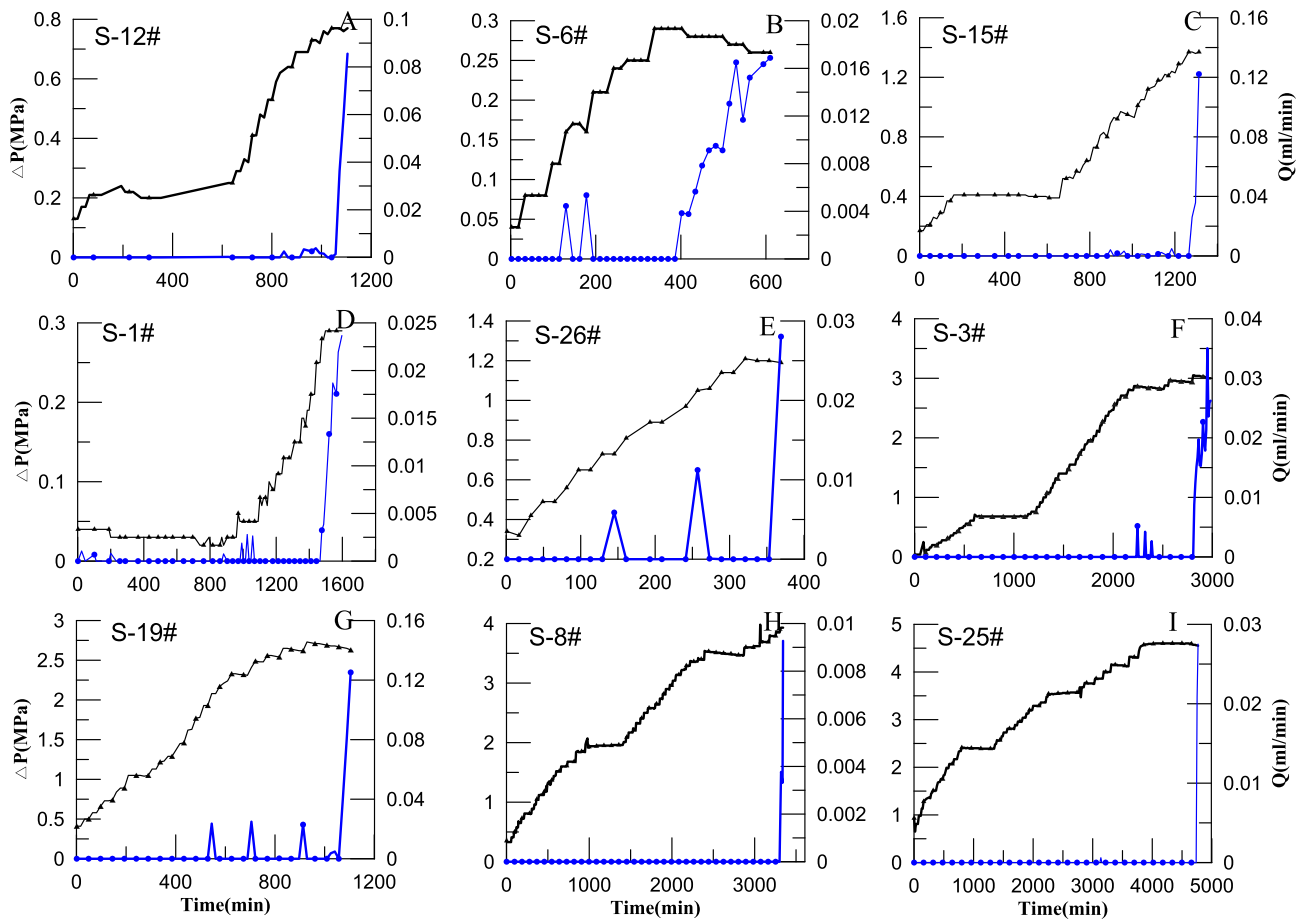 S-12#
A
△P(MPa)
0.8
0.6
0.4
0.2
0
0.1
0.08
0.06
0.04
0.02
0
0 400 800 1200
S-6#
B
0.3
0.25
0.2
0.15
0.1
0.05
0
0.02
0.016
0.012
0.008
0.004
0
0 200 400 600
S-15#
C
1.6
1.2
0.8
0.4
0
0.16
0.12
0.08
0.04
0
Q(ml/min)
0 400 800 1200
S-1#
D
△P(MPa)
0.3
0.2
0.1
0
0.025
0.02
0.015
0.01
0.005
0
0 400 800 1200 1600
S-26#
E
1.4
1.2
1
0.8
0.6
0.4
0.2
0.03
0.02
0.01
0
0 100 200 300 400
S-3#
F
4
3
2
1
0
0.04
0.03
0.02
0.01
0
Q(ml/min)
0 1000 2000 3000
S-19#
G
△P(MPa)
3
2.5
2
1.5
1
0.5
0
0.16
0.12
0.08
0.04
0
0 400 800 1200
Time(min)
S-8#
H
4
3
2
1
0
0.01
0.008
0.006
0.004
0.002
0
0 1000 2000 3000
Time(min)
S-25#
I
5
4
3
2
1
0
0.03
0.02
0.01
0
Q(ml/min)
0 1000 2000 3000 4000 5000
Time(min)